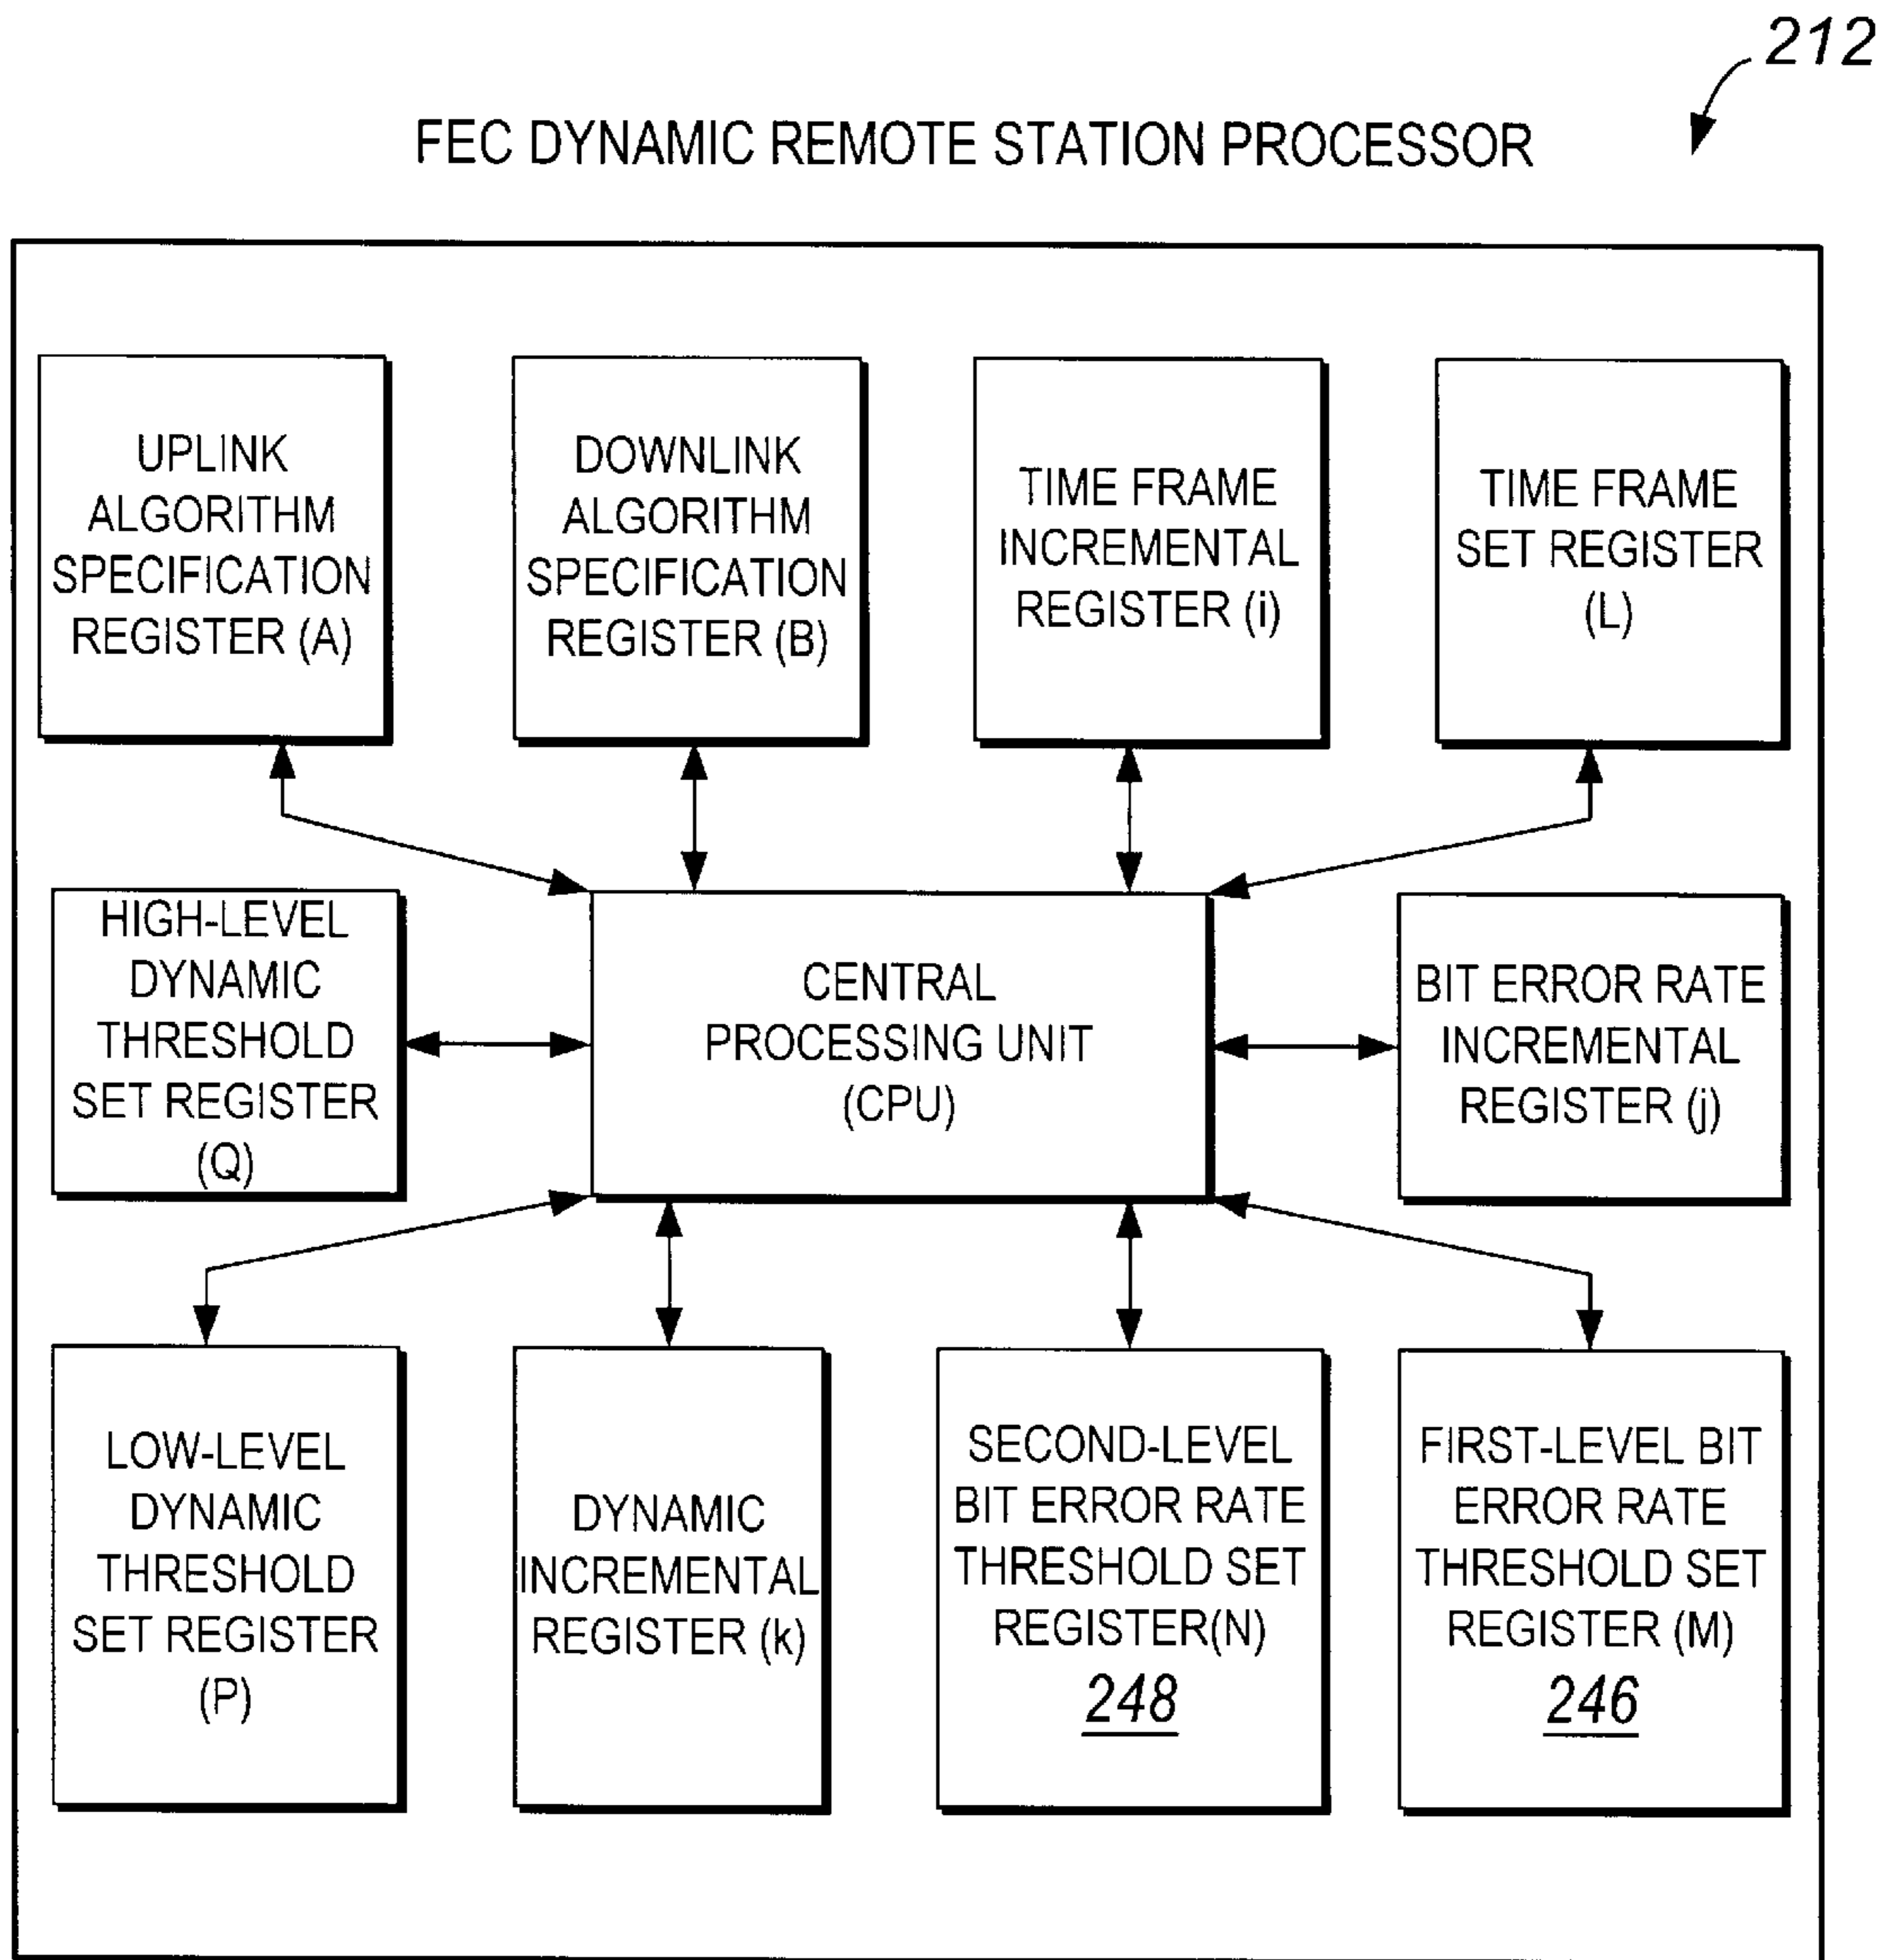 212
FEC DYNAMIC REMOTE STATION PROCESSOR
UPLINK
ALGORITHM
SPECIFICATION
REGISTER (A)
DOWNLINK
ALGORITHM
SPECIFICATION
REGISTER (B)
TIME FRAME
INCREMENTAL
REGISTER (i)
TIME FRAME
SET REGISTER
(L)
HIGH-LEVEL
DYNAMIC
THRESHOLD
SET REGISTER
(Q)
CENTRAL
PROCESSING UNIT
(CPU)
BIT ERROR RATE
INCREMENTAL
REGISTER (j)
LOW-LEVEL
DYNAMIC
THRESHOLD
SET REGISTER
(P)
DYNAMIC
INCREMENTAL
REGISTER (k)
SECOND-LEVEL
BIT ERROR RATE
THRESHOLD SET
REGISTER(N)
248
FIRST-LEVEL BIT
ERROR RATE
THRESHOLD SET
REGISTER (M)
246